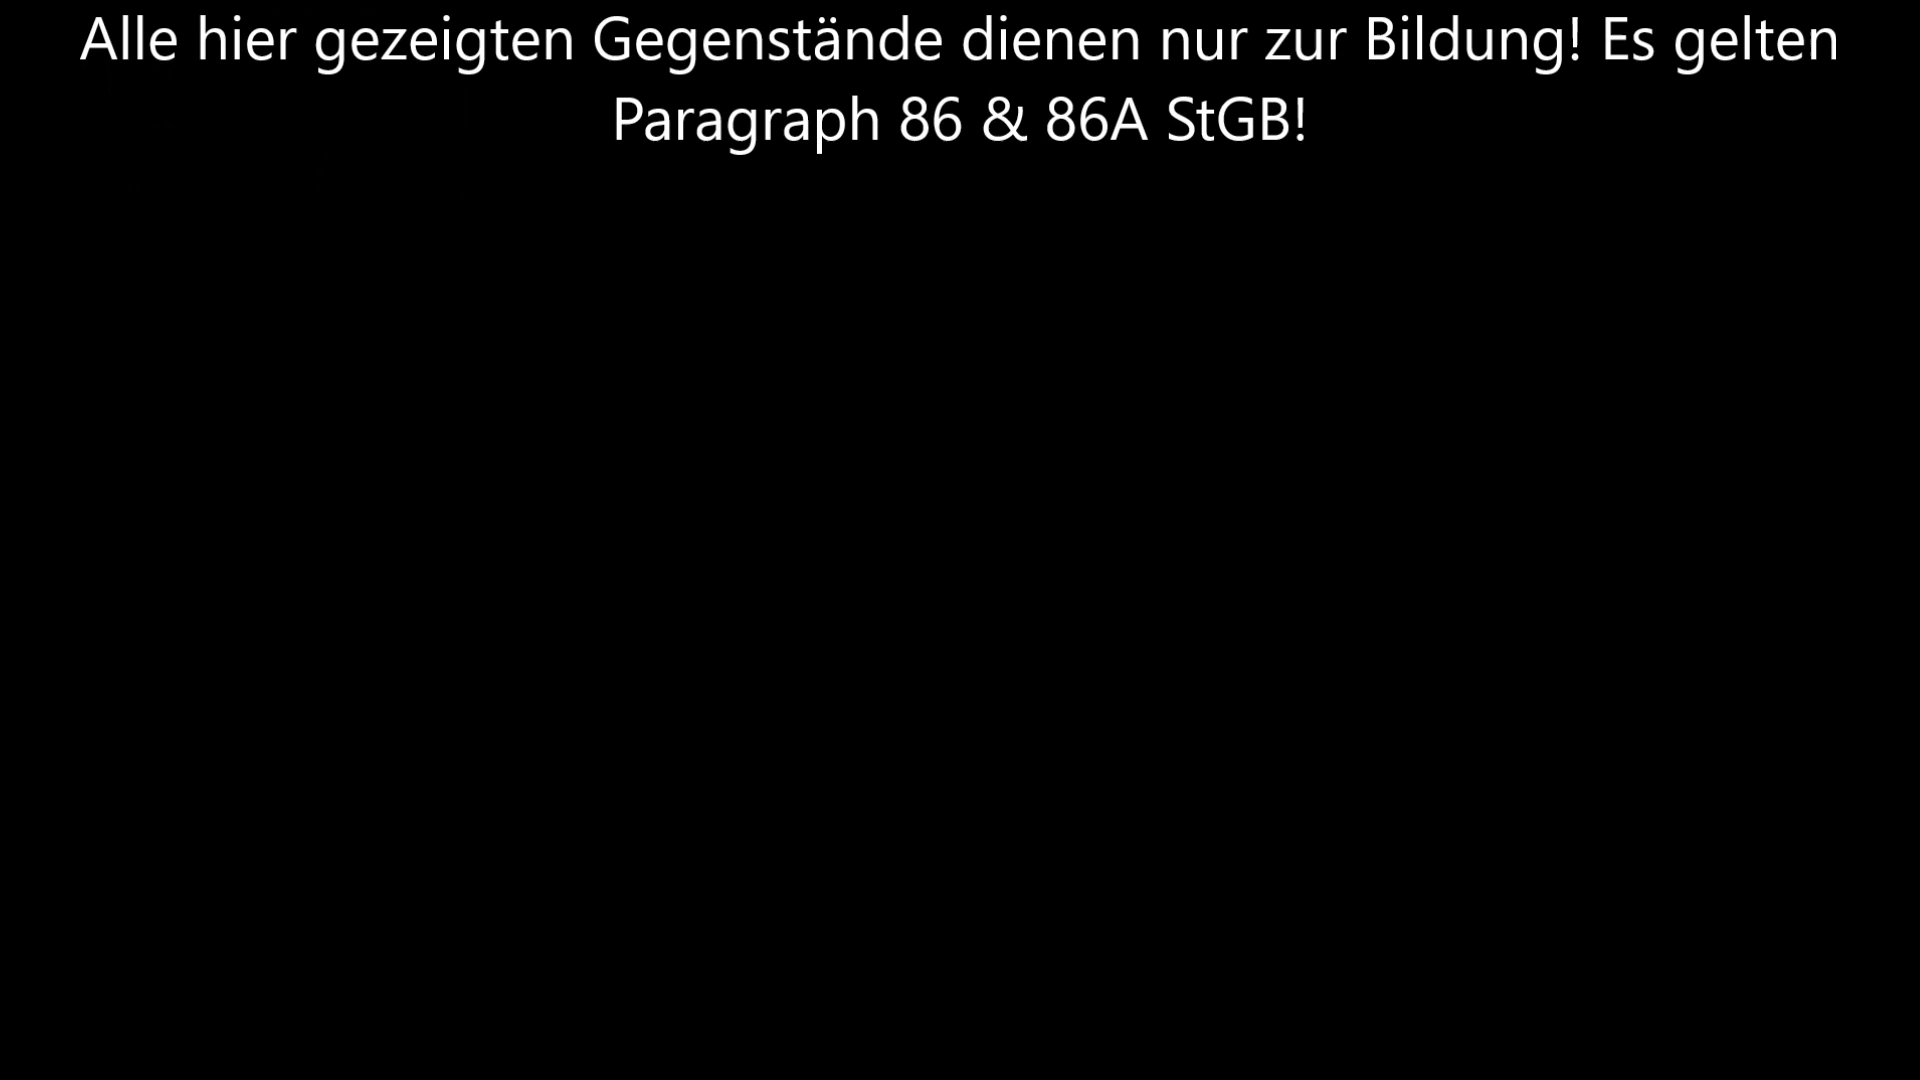 Alle hier gezeigten Gegenstände dienen nur zur Bildung! Es gelten
Paragraph 86 & 86A StGB!